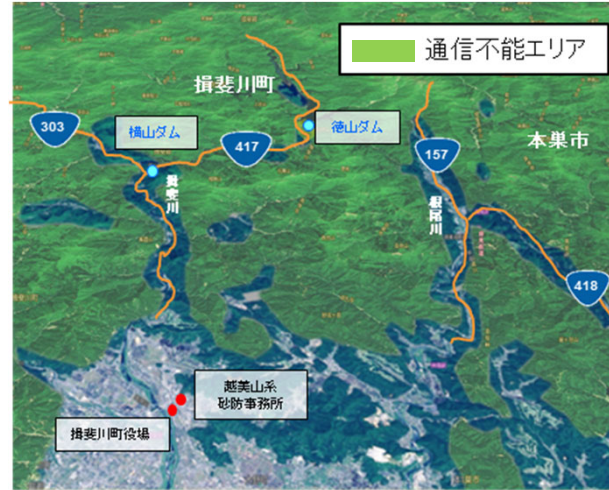 通信不能エリア
揖斐川町
303
横山ダム
417
徳山ダム
157
本巣市
揖斐川
根尾川
418
越美山系
砂防事務所
揖斐川町役場